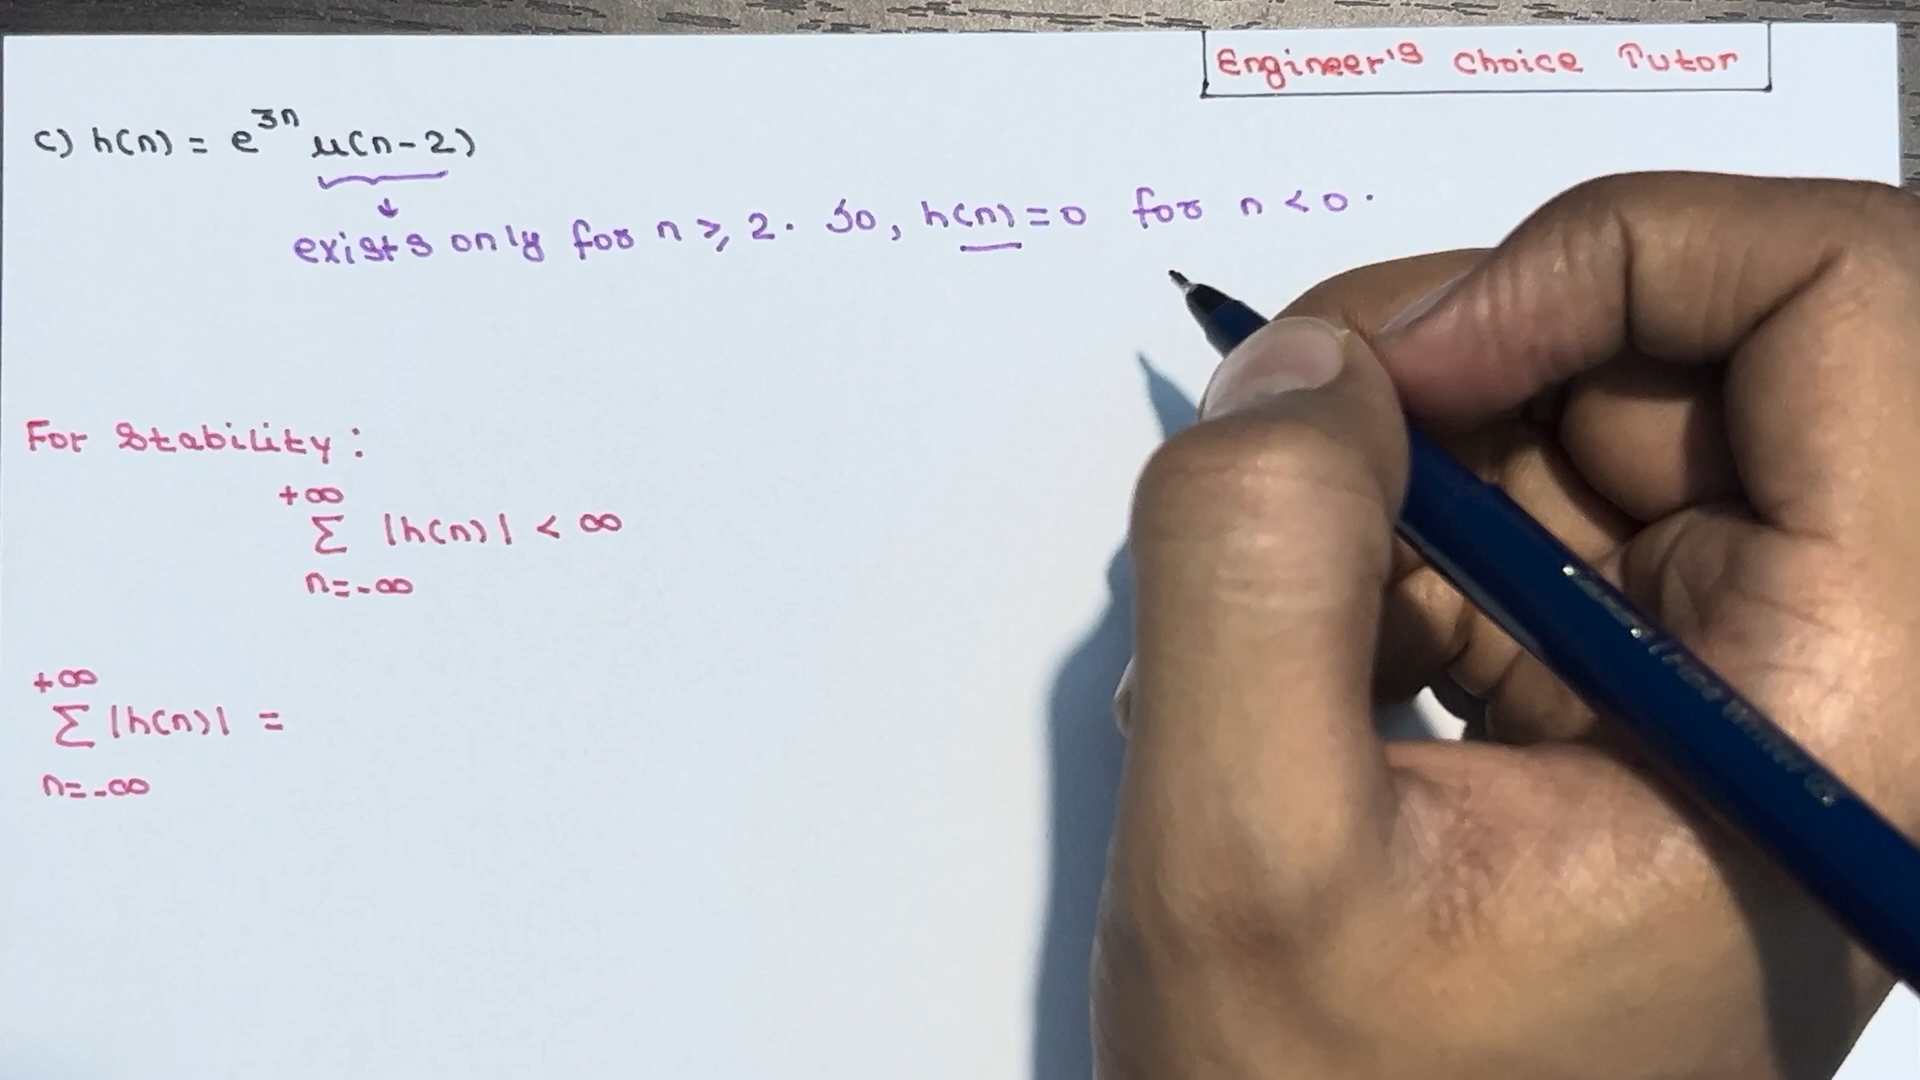 Engineer's Choice Tutor
c) h(n) = e^{3n} u(n-2)
↓
exists only for n ≥ 2. So, h(n) = 0 for n < 0.
For Stability:
+∞
Σ |h(n)| < ∞
n=-∞
+∞
Σ |h(n)| =
n=-∞